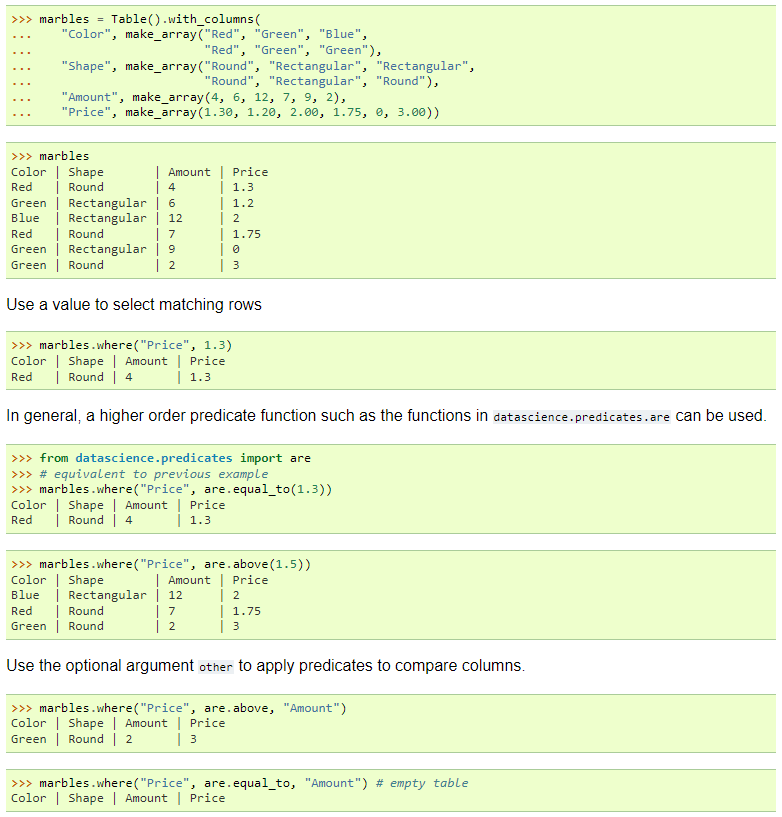 >>> marbles = Table().with_columns(
...    "Color", make_array("Red", "Green", "Blue",
...                        "Red", "Green", "Green"),
...    "Shape", make_array("Round", "Rectangular", "Rectangular",
...                        "Round", "Rectangular", "Round"),
...    "Amount", make_array(4, 6, 12, 7, 9, 2),
...    "Price", make_array(1.30, 1.20, 2.00, 1.75, 0, 3.00))
>>> marbles
Color | Shape       | Amount | Price
Red   | Round       | 4      | 1.3
Green | Rectangular | 6      | 1.2
Blue  | Rectangular | 12     | 2
Red   | Round       | 7      | 1.75
Green | Rectangular | 9      | 0
Green | Round       | 2      | 3
Use a value to select matching rows
>>> marbles.where("Price", 1.3)
Color | Shape | Amount | Price
Red   | Round | 4      | 1.3
In general, a higher order predicate function such as the functions in datascience.predicates.are can be used.
>>> from datascience.predicates import are
>>> # equivalent to previous example
>>> marbles.where("Price", are.equal_to(1.3))
Color | Shape | Amount | Price
Red   | Round | 4      | 1.3
>>> marbles.where("Price", are.above(1.5))
Color | Shape       | Amount | Price
Blue  | Rectangular | 12     | 2
Red   | Round       | 7      | 1.75
Green | Round       | 2      | 3
Use the optional argument other to apply predicates to compare columns.
>>> marbles.where("Price", are.above, "Amount")
Color | Shape | Amount | Price
Green | Round | 2      | 3
>>> marbles.where("Price", are.equal_to, "Amount") # empty table
Color | Shape | Amount | Price